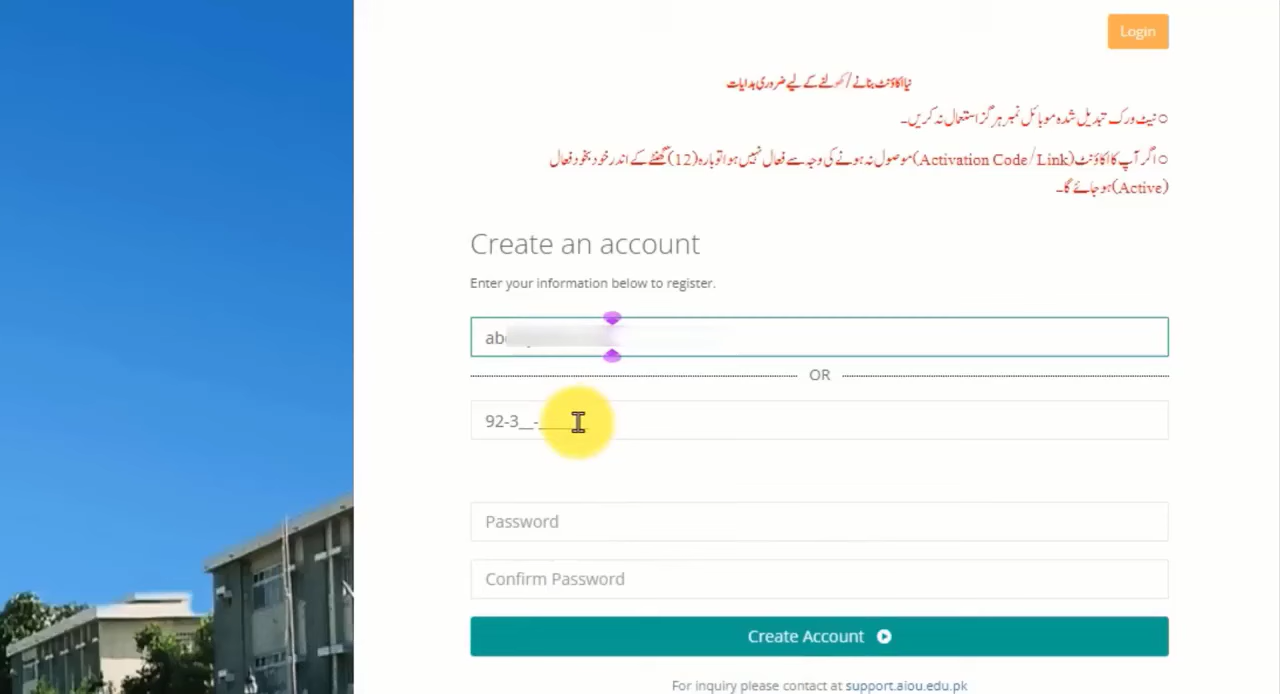 Login
نیا اکاؤنٹ بنانے / کھولنے کے لیے ضروری ہدایات
○ نیٹ ورک تبدیل شدہ موبائل نمبر ہرگز استعمال نہ کریں۔
○ اگر آپ کا اکاؤنٹ (Activation Code/Link) موصول نہ ہونے کی وجہ سے فعال نہیں ہوا تو بارہ (12) گھنٹے کے اندر خود بخود فعال
(Active) ہو جائے گا۔
Create an account
Enter your information below to register.
ab
OR
92-3__-_
Password
Confirm Password
Create Account
For inquiry please contact at support.aiou.edu.pk